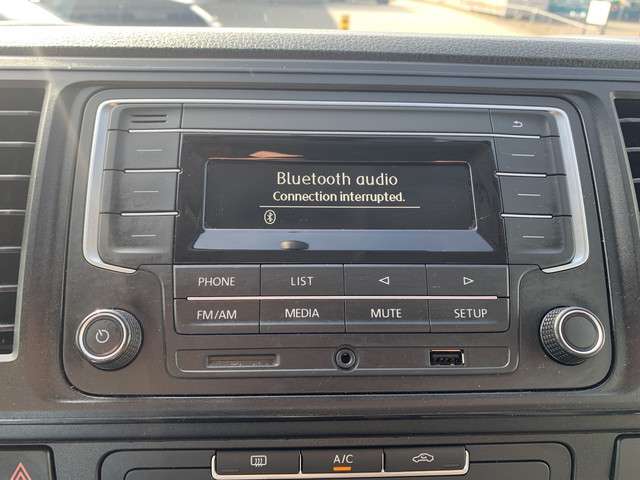 Bluetooth audio
Connection interrupted.
PHONE LIST
FM/AM MEDIA MUTE SETUP
A/C